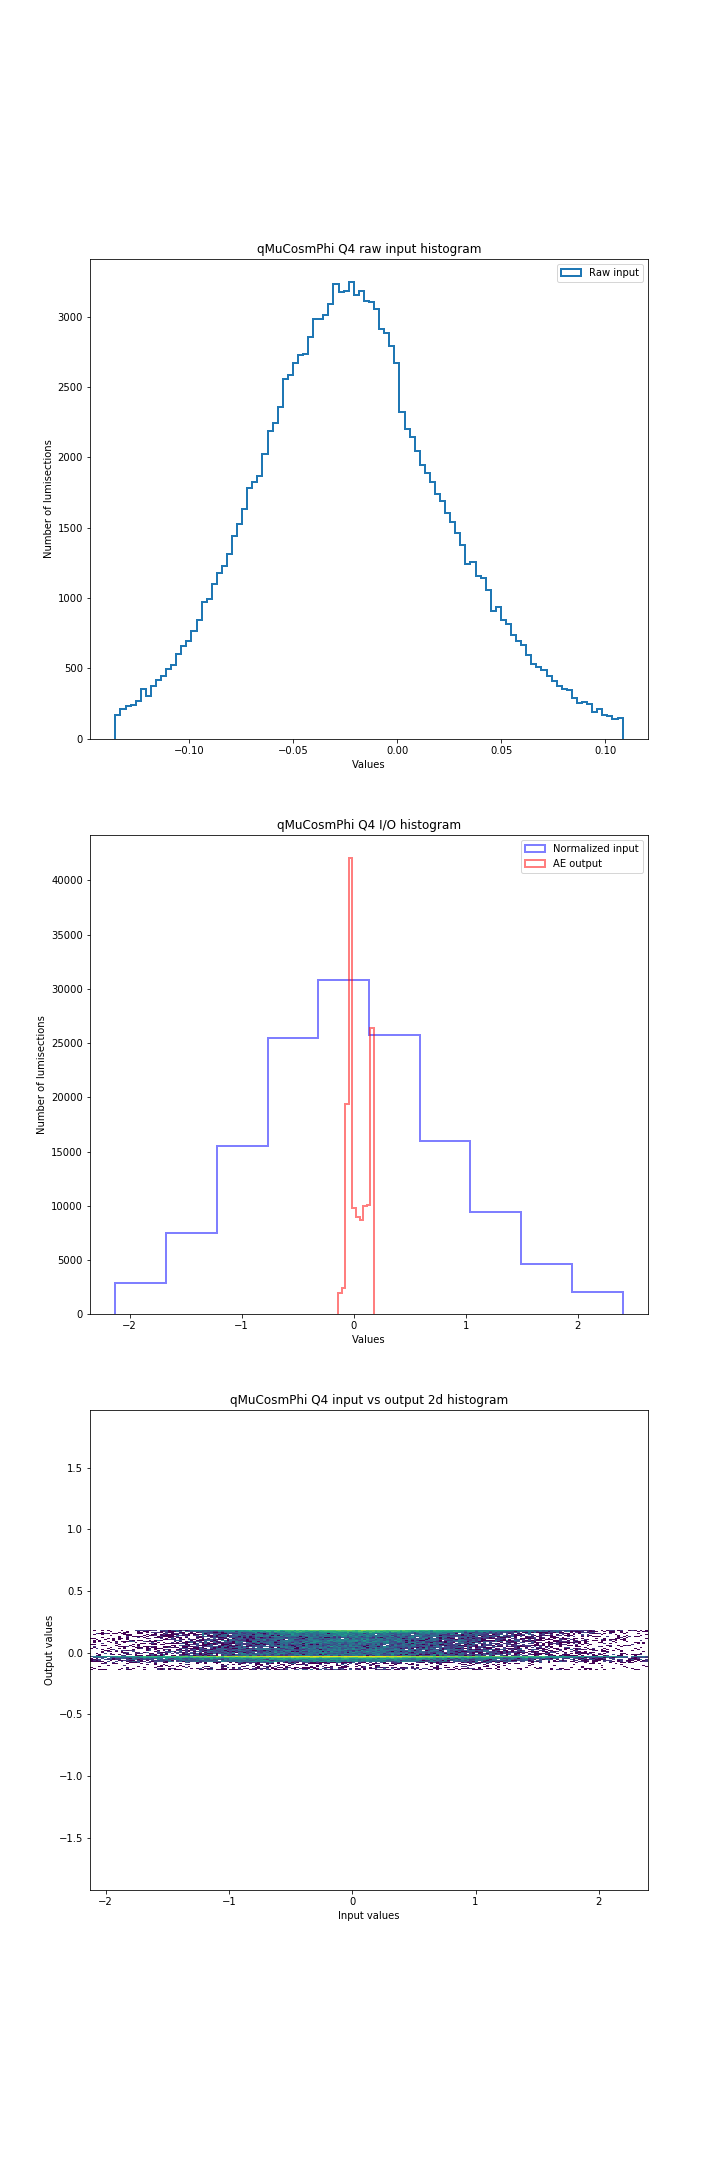 qMuCosmPhi Q4 raw input histogram
Raw input
3000
2500
2000
1500
1000
500
0
Number of lumisections
−0.10 −0.05 0.00 0.05 0.10
Values
qMuCosmPhi Q4 I/O histogram
Normalized input
AE output
40000
35000
30000
25000
20000
15000
10000
5000
0
Number of lumisections
−2 −1 0 1 2
Values
qMuCosmPhi Q4 input vs output 2d histogram
1.5
1.0
0.5
0.0
−0.5
−1.0
−1.5
Output values
−2 −1 0 1 2
Input values